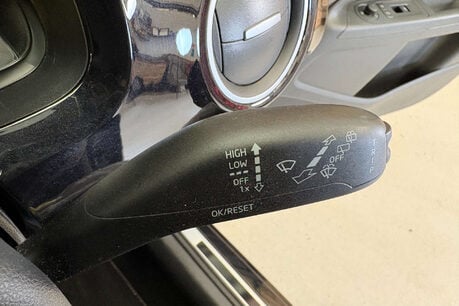 HIGH
LOW
OFF
1x
OFF
TRIP
OK/RESET